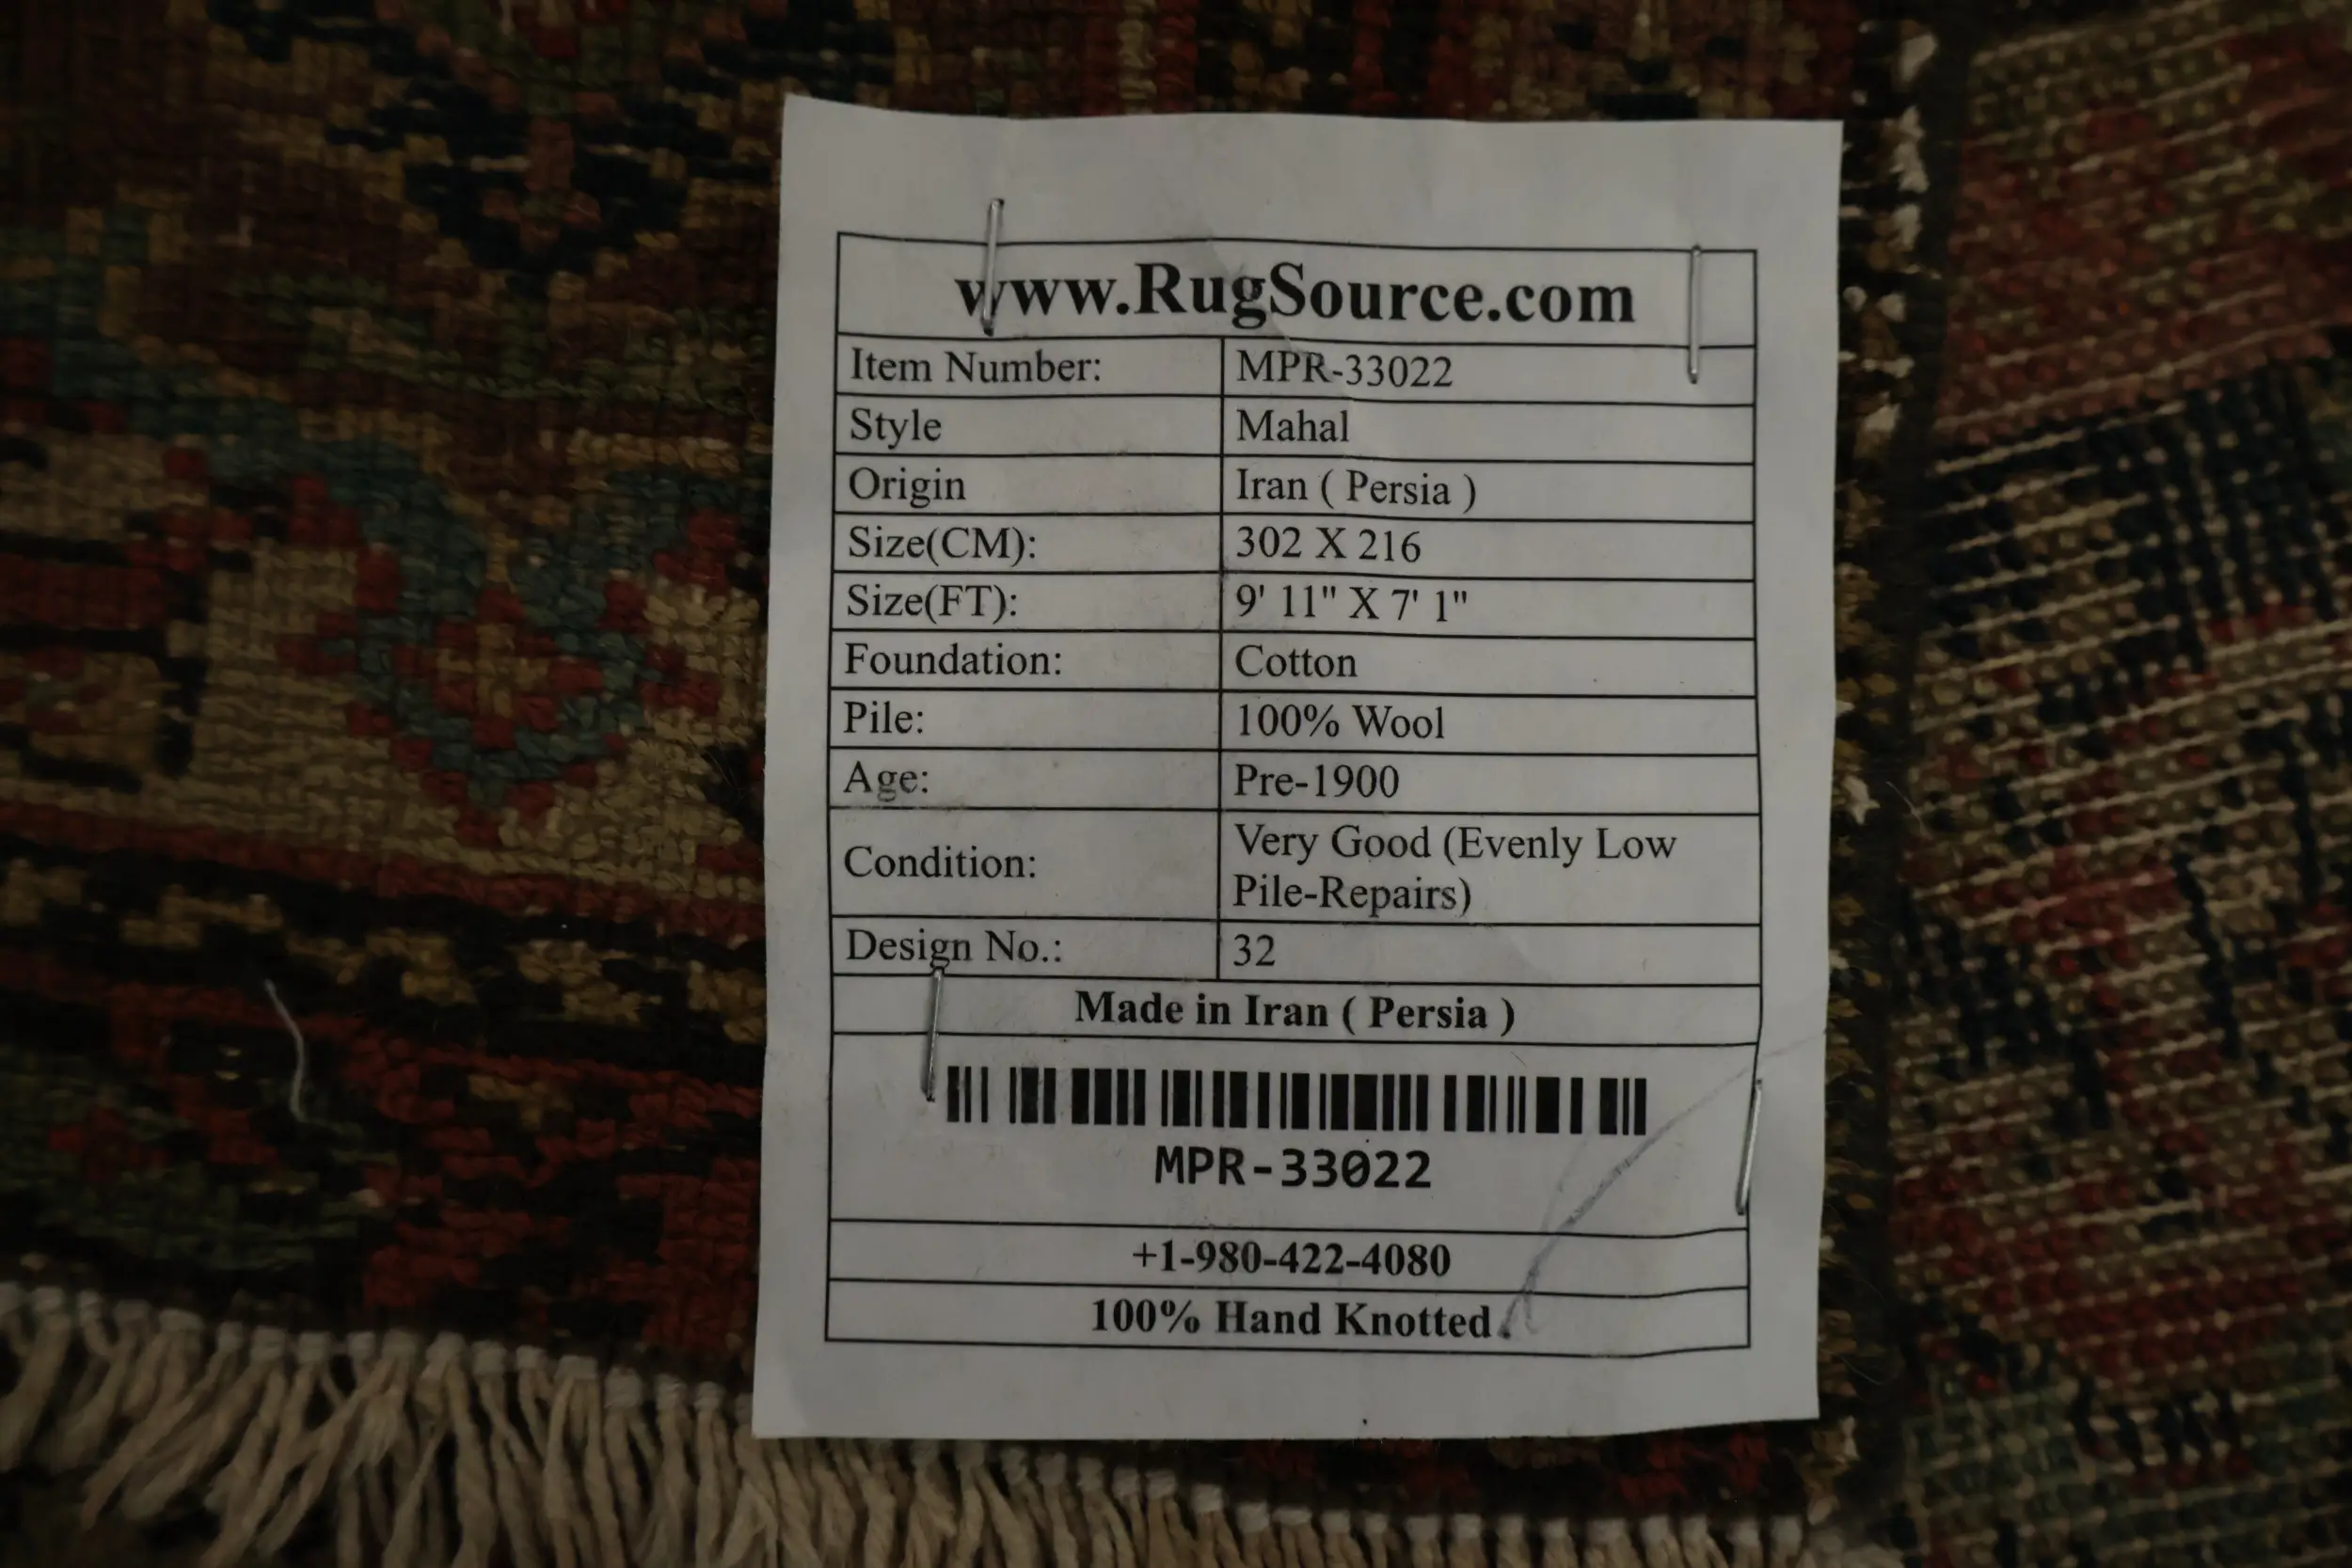 www.RugSource.com
Item Number: MPR-33022
Style Mahal
Origin Iran ( Persia )
Size(CM): 302 X 216
Size(FT): 9' 11" X 7' 1"
Foundation: Cotton
Pile: 100% Wool
Age: Pre-1900
Condition: Very Good (Evenly Low
Pile-Repairs)
Design No.: 32
Made in Iran ( Persia )
MPR-33022
+1-980-422-4080
100% Hand Knotted.